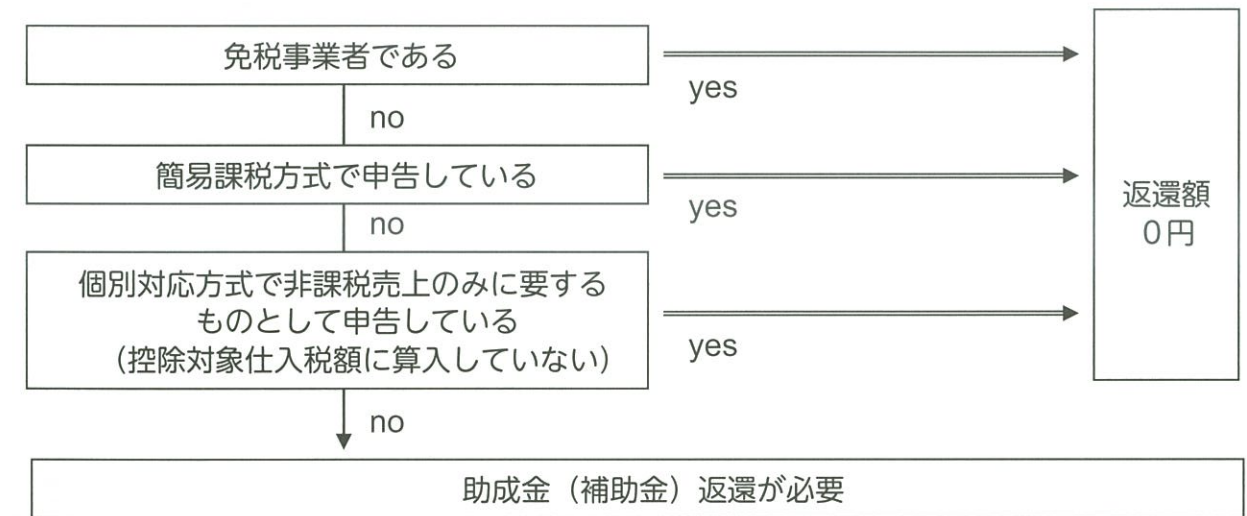 免税事業者である
yes
no
簡易課税方式で申告している
yes
no
返還額
０円
個別対応方式で非課税売上のみに要する
ものとして申告している
（控除対象仕入税額に算入していない）
yes
no
助成金（補助金）返還が必要